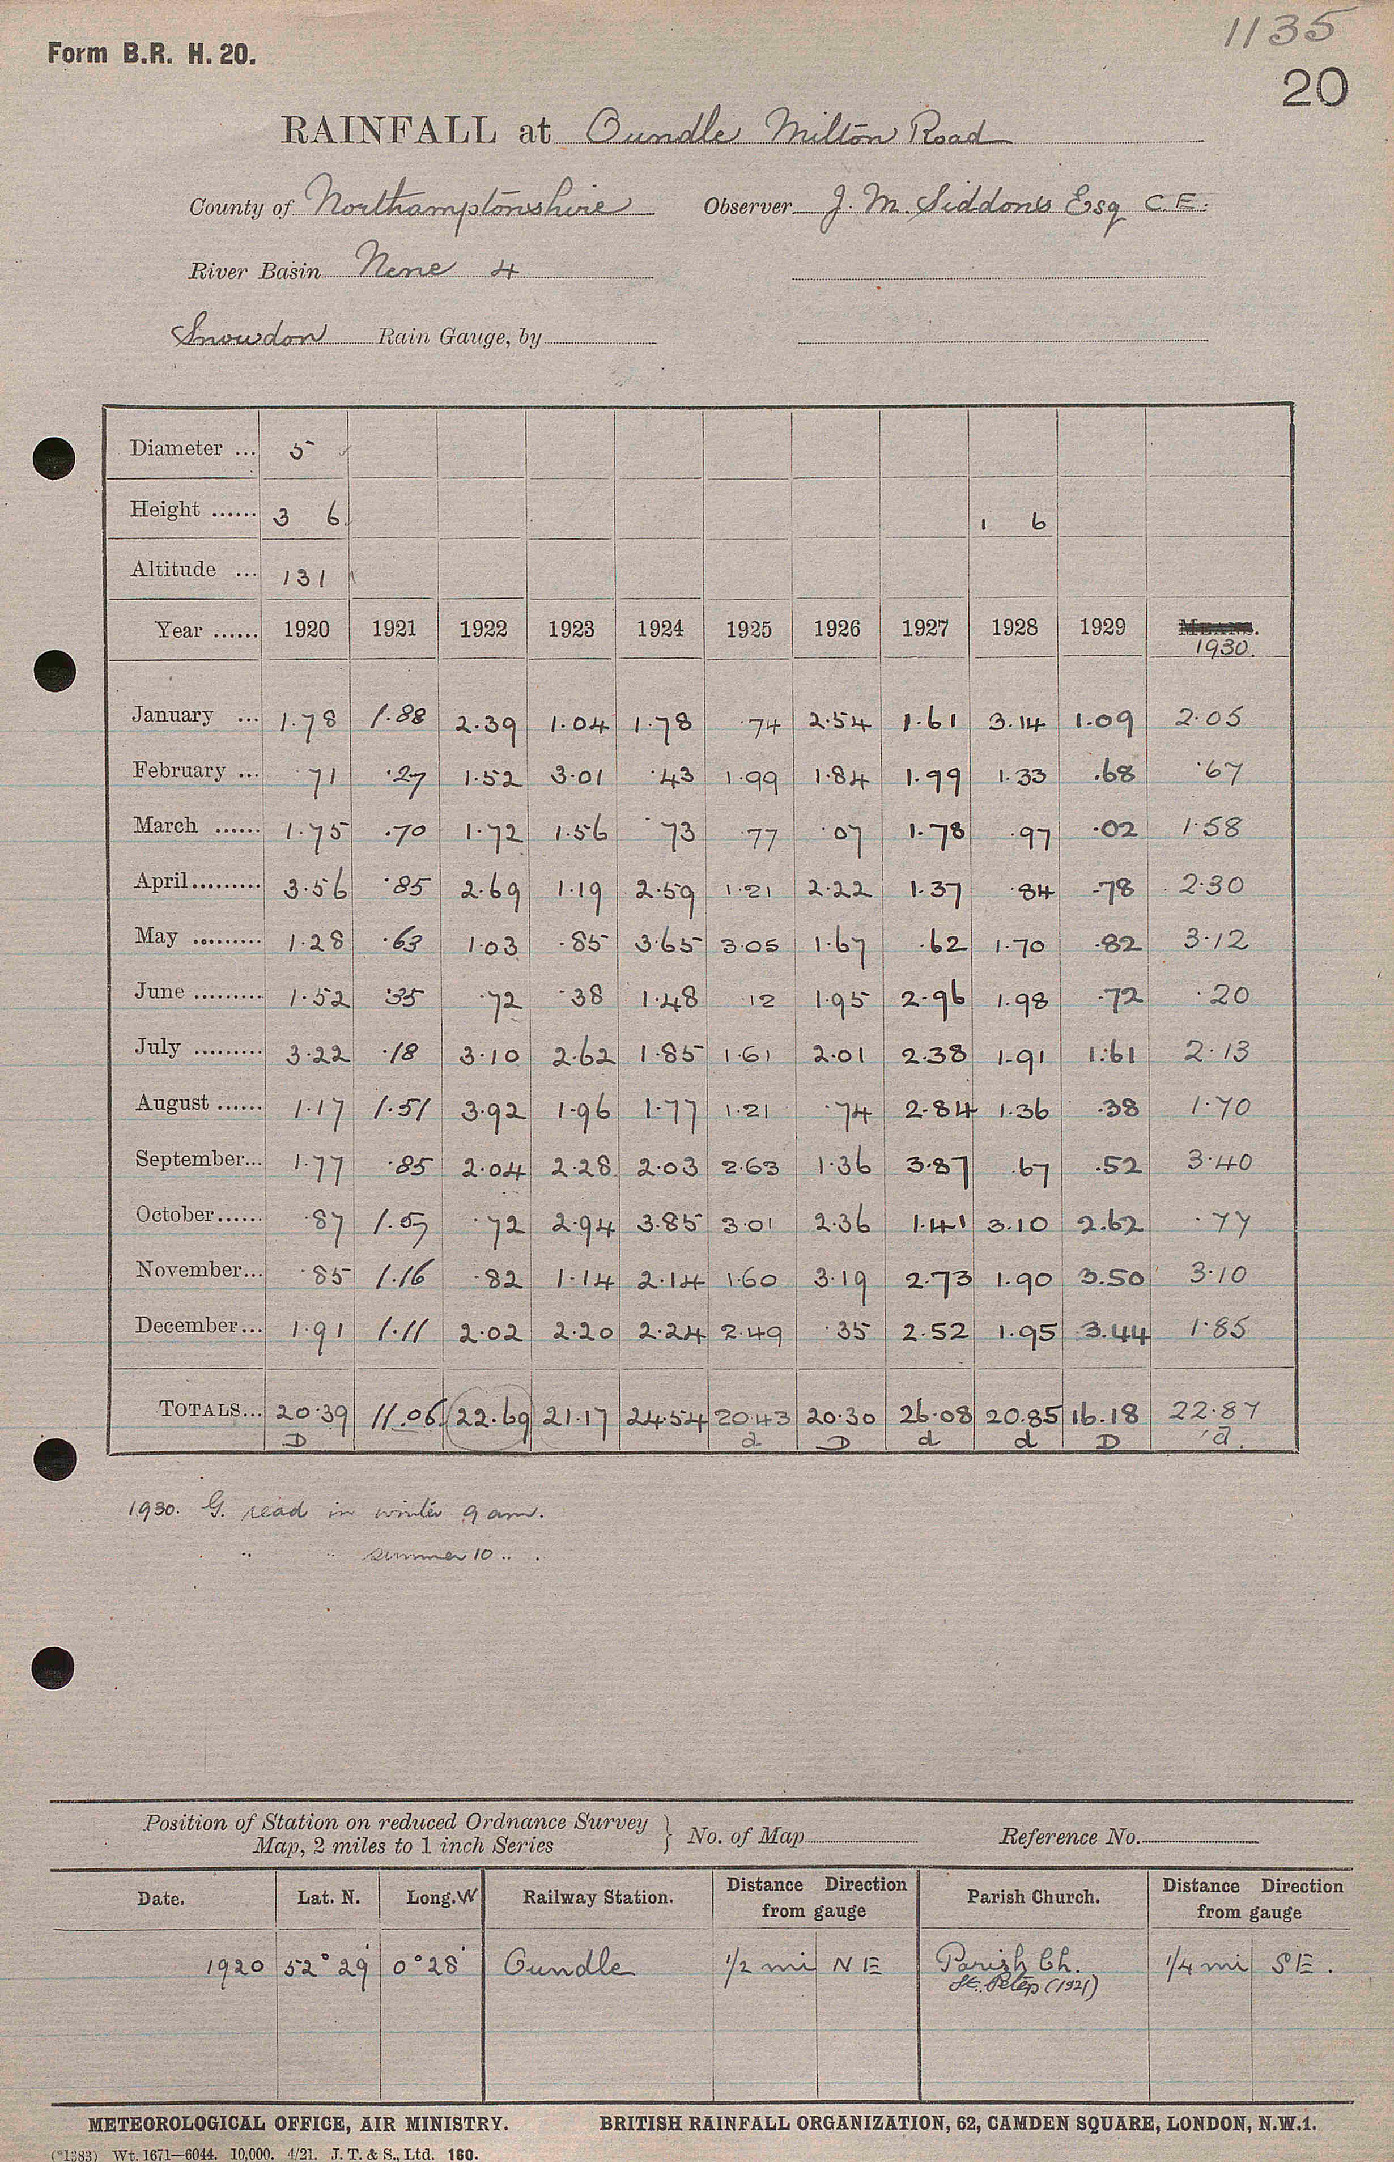 1135
Form B.R. H. 20.
20
RAINFALL at Oundle Milton Road
County of Northamptonshire Observer J. M. Siddons Esq C.E.
River Basin Nene 4
Snowdon Rain Gauge, by
Diameter ... 5
Height ...... 3 6 1 6
Altitude ... 131
Year ...... 1920 1921 1922 1923 1924 1925 1926 1927 1928 1929 MEANS. 1930.
January ... 1.78 1.88 2.39 1.04 1.78 74 2.54 1.61 3.14 1.09 2.05
February ... .71 .27 1.52 3.01 .43 1.99 1.84 1.99 1.33 .68 .67
March ...... 1.75 .70 1.72 1.56 .73 77 .07 1.78 .97 .02 1.58
April......... 3.56 .85 2.69 1.19 2.59 1.21 2.22 1.37 .84 .78 2.30
May ......... 1.28 .63 1.03 .85 3.65 3.05 1.67 .62 1.70 .82 3.12
June ......... 1.52 .35 .72 .38 1.48 12 1.95 2.96 1.98 .72 .20
July ......... 3.22 .18 3.10 2.62 1.85 1.61 2.01 2.38 1.91 1.61 2.13
August ...... 1.17 1.51 3.92 1.96 1.77 1.21 .74 2.84 1.36 .38 1.70
September... 1.77 .85 2.04 2.28 2.03 2.63 1.36 3.87 .67 .52 3.40
October...... .87 1.57 .72 2.94 3.85 3.01 2.36 1.41 3.10 2.62 .77
November... .85 1.16 .82 1.14 2.14 1.60 3.19 2.73 1.90 3.50 3.10
December... 1.91 1.11 2.02 2.20 2.24 2.49 .35 2.52 1.95 3.44 1.85
TOTALS... 20.39 11.06 22.69 21.17 24.54 20.43 20.30 26.08 20.85 16.18 22.87
D d D d d D d.
1930. G. read in winter 9 am.
" " summer 10 " .
Position of Station on reduced Ordnance Survey
Map, 2 miles to 1 inch Series } No. of Map Reference No.
Date. Lat. N. Long. W Railway Station. Distance Direction from gauge Parish Church. Distance Direction from gauge
1920 52° 29' 0° 28' Oundle 1/2 mi N E Parish Ch. 1/4 mi S E.
St. Peters (1921)
METEOROLOGICAL OFFICE, AIR MINISTRY. BRITISH RAINFALL ORGANIZATION, 62, CAMDEN SQUARE, LONDON, N.W.1.
(*1383) Wt. 1671—6044. 10,000. 4/21. J. T. & S., Ltd. 160.